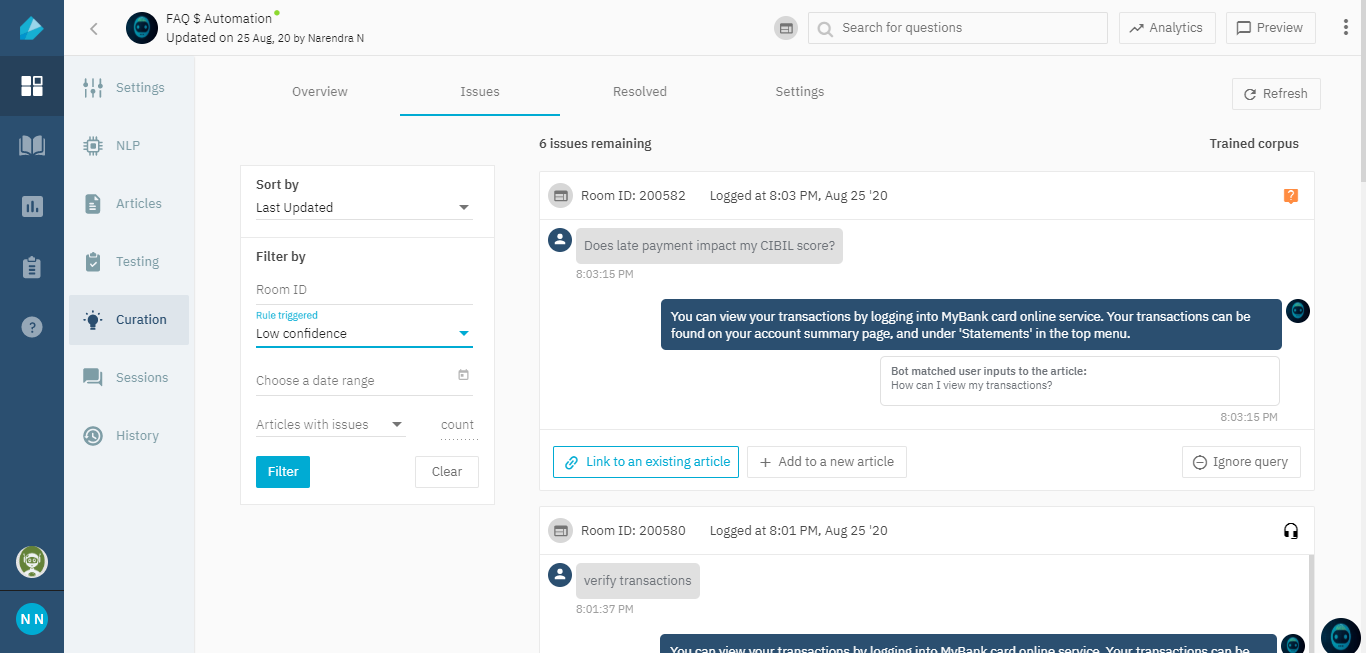 FAQ $ Automation
Updated on 25 Aug, 20 by Narendra N
Search for questions
Analytics
Preview
Settings
NLP
Articles
Testing
Curation
Sessions
History
N N
Overview
Issues
Resolved
Settings
Refresh
6 issues remaining
Trained corpus
Sort by
Last Updated
Filter by
Room ID
Rule triggered
Low confidence
Choose a date range
Articles with issues
count
Filter
Clear
Room ID: 200582
Logged at 8:03 PM, Aug 25 '20
Does late payment impact my CIBIL score?
8:03:15 PM
You can view your transactions by logging into MyBank card online service. Your transactions can be
found on your account summary page, and under 'Statements' in the top menu.
Bot matched user inputs to the article:
How can I view my transactions?
8:03:15 PM
Link to an existing article
+ Add to a new article
Ignore query
Room ID: 200580
Logged at 8:01 PM, Aug 25 '20
verify transactions
8:01:37 PM
You can view your transactions by logging into MyBank card online service. Your transactions can be